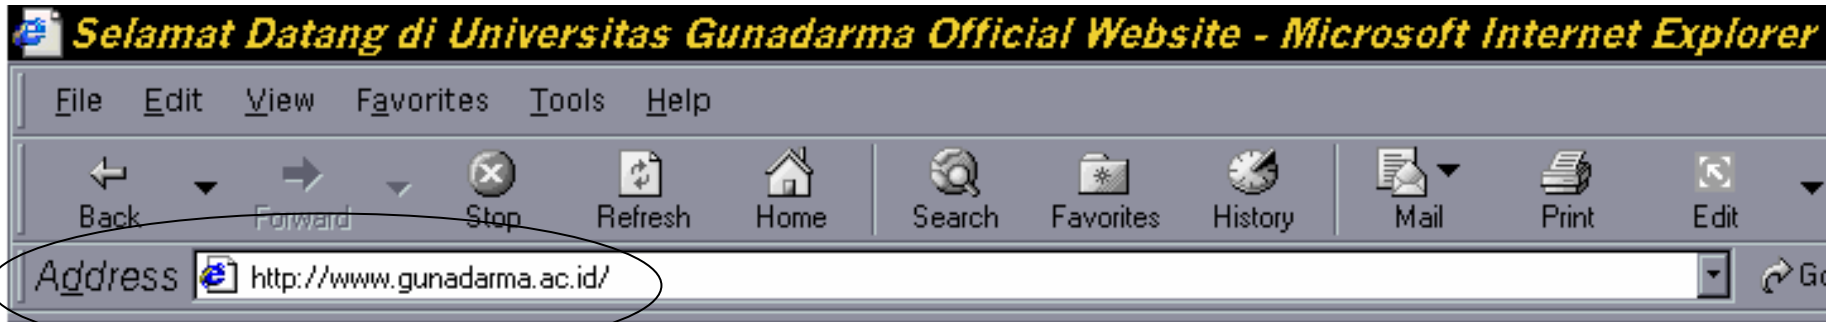 Selamat Datang di Universitas Gunadarma Official Website - Microsoft Internet Explorer
File Edit View Favorites Tools Help
Back Forward Stop Refresh Home Search Favorites History Mail Print Edit
Address http://www.gunadarma.ac.id/ Go